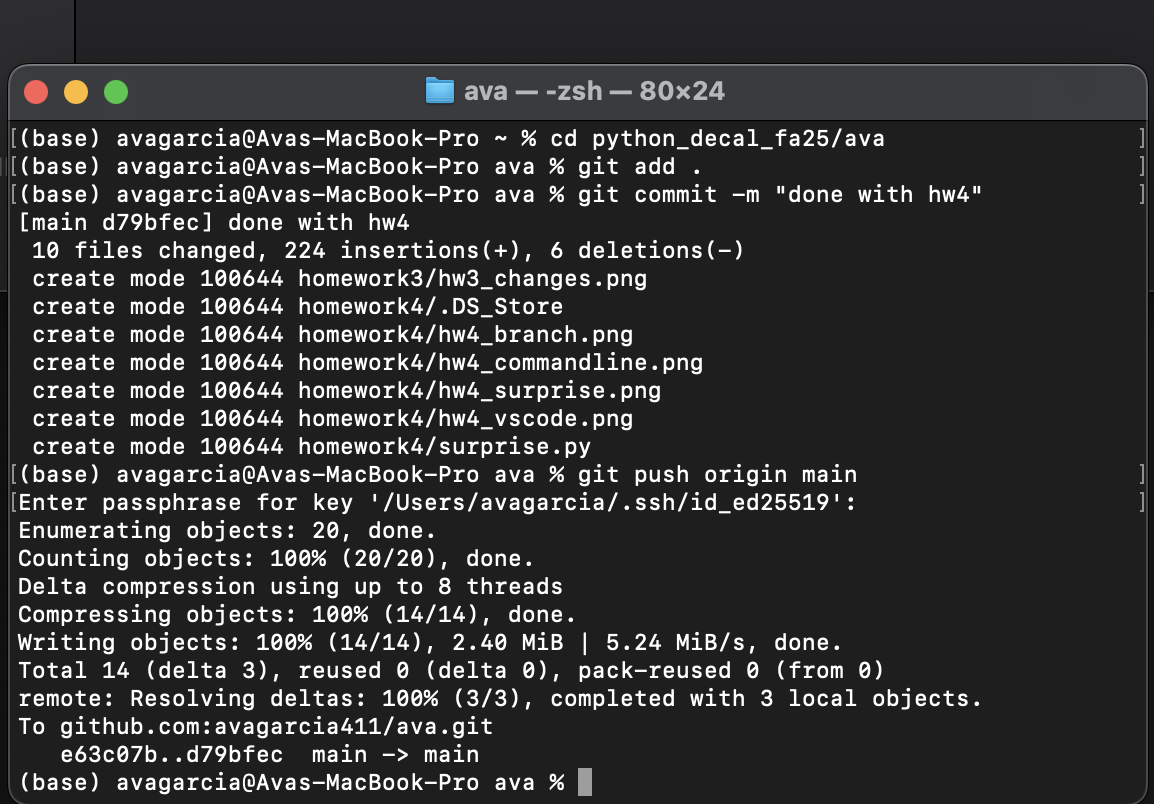 ava — -zsh — 80×24
[(base) avagarcia@Avas-MacBook-Pro ~ % cd python_decal_fa25/ava ]
[(base) avagarcia@Avas-MacBook-Pro ava % git add . ]
[(base) avagarcia@Avas-MacBook-Pro ava % git commit -m "done with hw4" ]
[main d79bfec] done with hw4
 10 files changed, 224 insertions(+), 6 deletions(-)
 create mode 100644 homework3/hw3_changes.png
 create mode 100644 homework4/.DS_Store
 create mode 100644 homework4/hw4_branch.png
 create mode 100644 homework4/hw4_commandline.png
 create mode 100644 homework4/hw4_surprise.png
 create mode 100644 homework4/hw4_vscode.png
 create mode 100644 homework4/surprise.py
[(base) avagarcia@Avas-MacBook-Pro ava % git push origin main ]
[Enter passphrase for key '/Users/avagarcia/.ssh/id_ed25519': ]
Enumerating objects: 20, done.
Counting objects: 100% (20/20), done.
Delta compression using up to 8 threads
Compressing objects: 100% (14/14), done.
Writing objects: 100% (14/14), 2.40 MiB | 5.24 MiB/s, done.
Total 14 (delta 3), reused 0 (delta 0), pack-reused 0 (from 0)
remote: Resolving deltas: 100% (3/3), completed with 3 local objects.
To github.com:avagarcia411/ava.git
   e63c07b..d79bfec  main -> main
(base) avagarcia@Avas-MacBook-Pro ava %